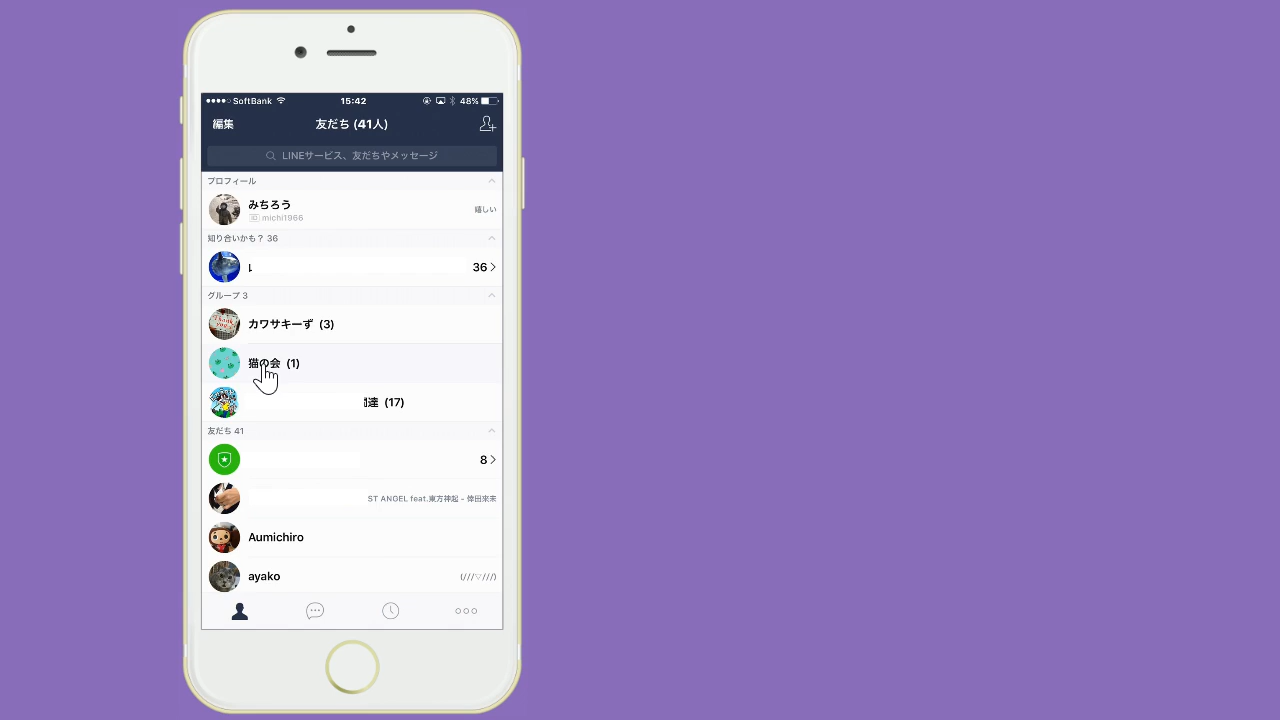 SoftBank 15:42 48%
編集 友だち (41人)
LINEサービス、友だちやメッセージ
プロフィール
みちろう 嬉しい
ID michi1966
知り合いかも？ 36
36
グループ 3
Thank you!
カワサキーず (3)
猫の会 (1)
達 (17)
友だち 41
8
ST ANGEL feat.東方神起 - 倖田來未
Aumichiro
ayako (///▽///)